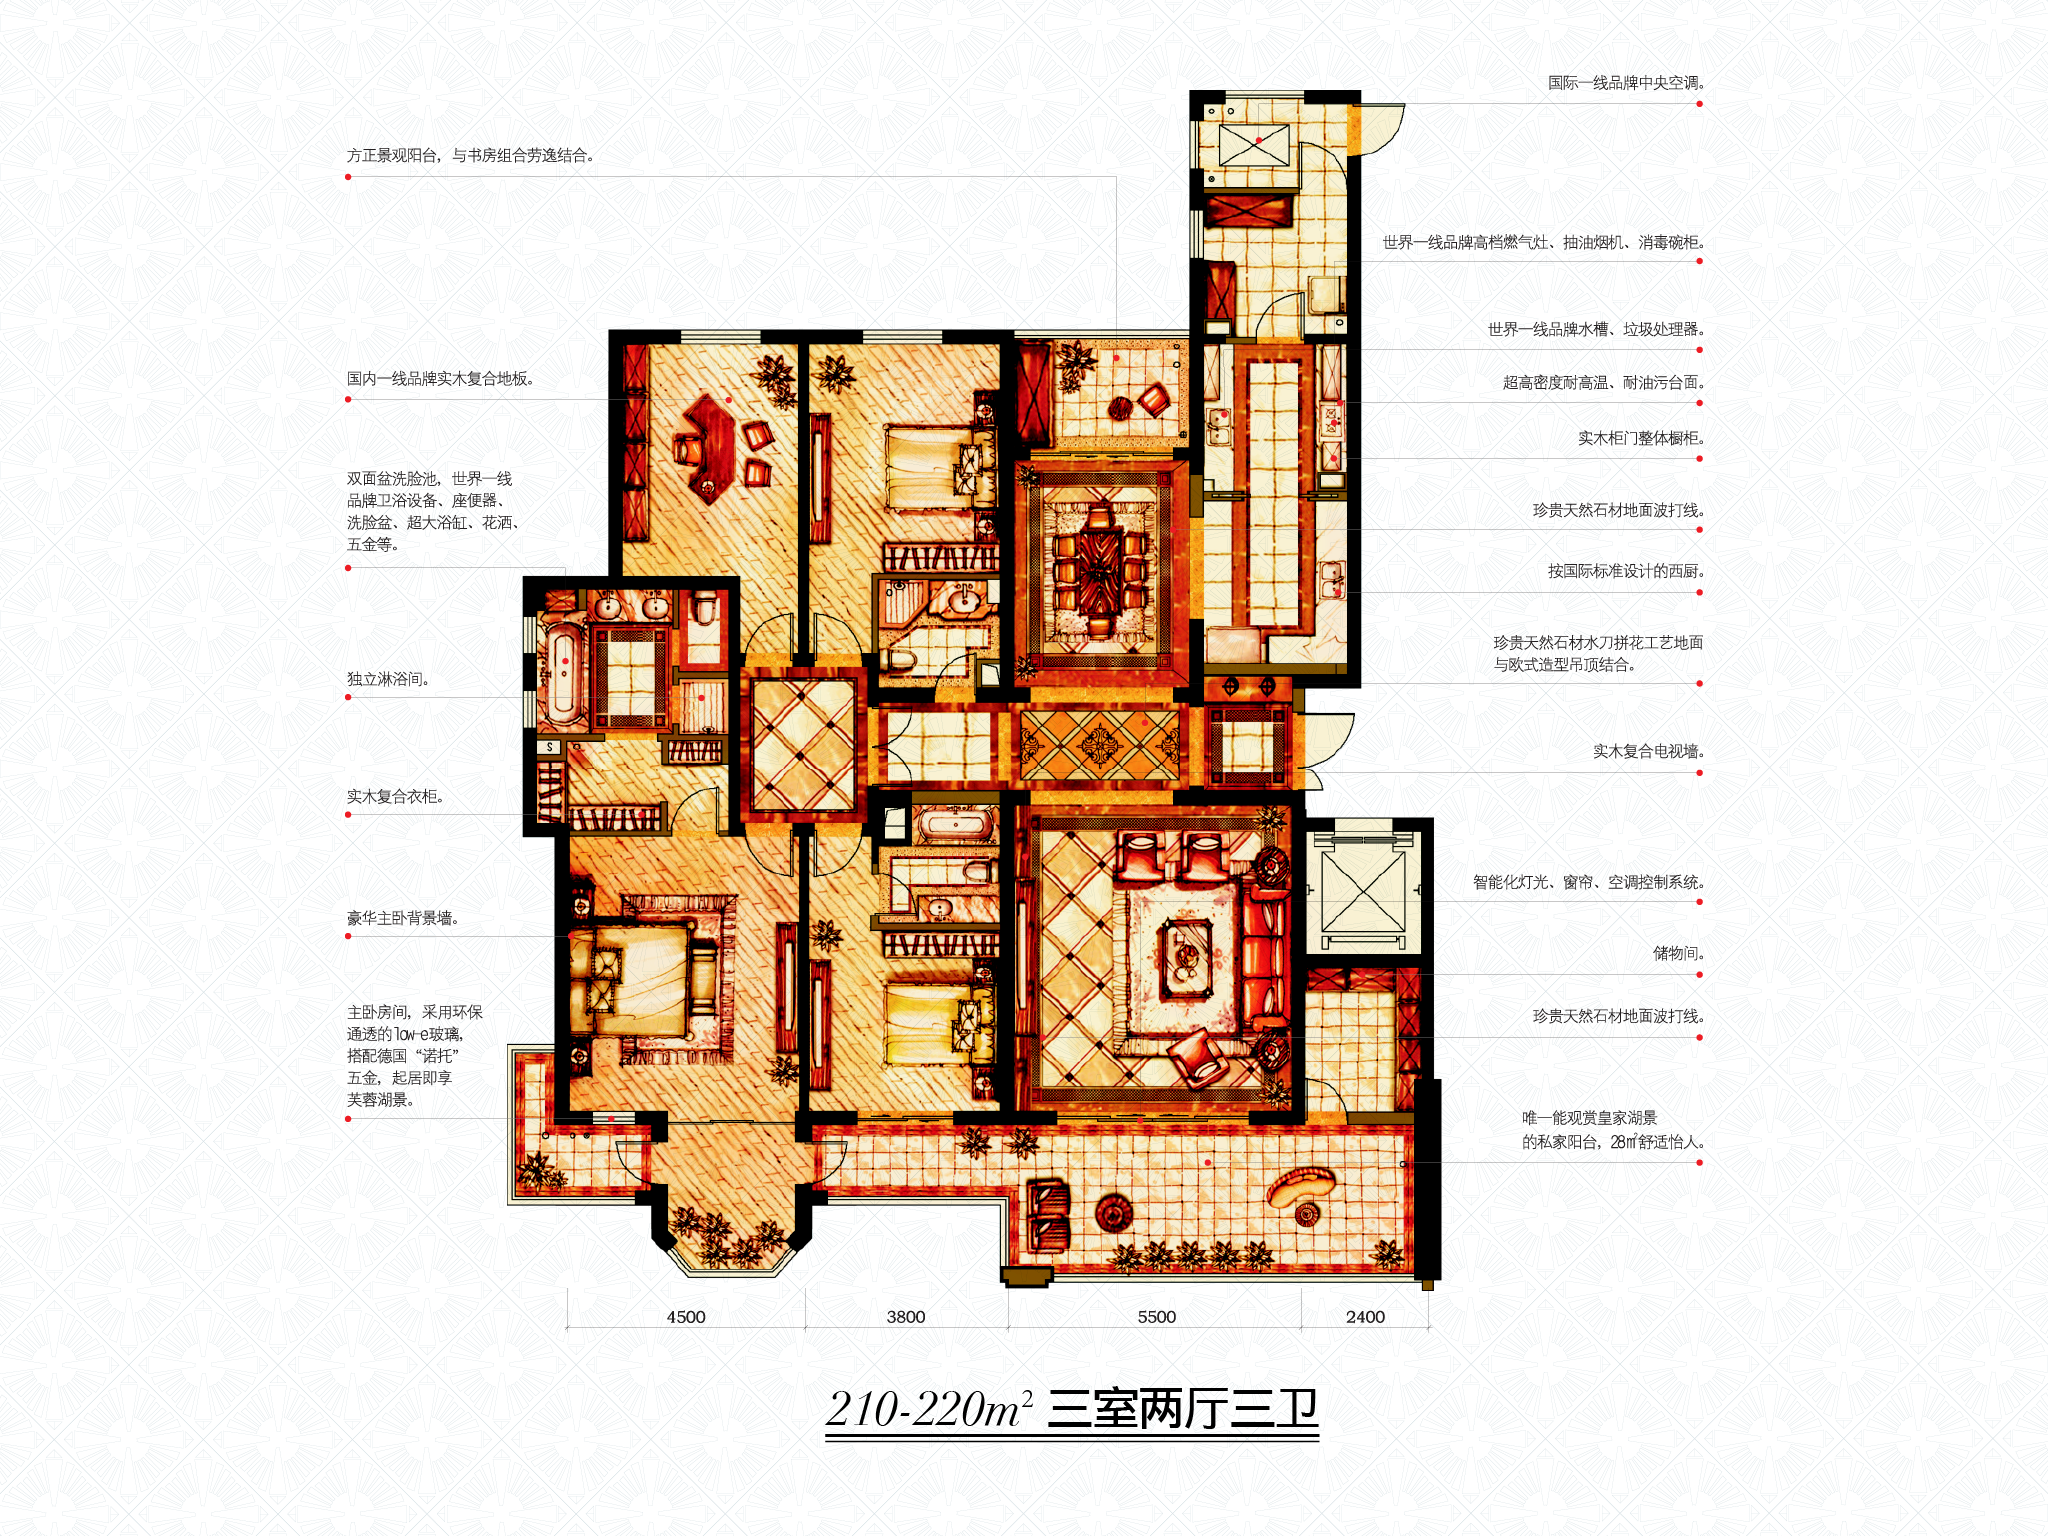 国际一线品牌中央空调。
方正景观阳台，与书房组合劳逸结合。
世界一线品牌高档燃气灶、抽油烟机、消毒碗柜。
世界一线品牌水槽、垃圾处理器。
国内一线品牌实木复合地板。
超高密度耐高温、耐油污台面。
实木柜门整体橱柜。
双面盆洗脸池，世界一线
品牌卫浴设备、座便器、
洗脸盆、超大浴缸、花洒、
五金等。
珍贵天然石材地面波打线。
按国际标准设计的西厨。
珍贵天然石材水刀拼花工艺地面
与欧式造型吊顶结合。
独立淋浴间。
S
实木复合电视墙。
实木复合衣柜。
智能化灯光、窗帘、空调控制系统。
豪华主卧背景墙。
储物间。
主卧房间，采用环保
通透的low-e玻璃，
搭配德国“诺托”
五金，起居即享
芙蓉湖景。
珍贵天然石材地面波打线。
唯一能观赏皇家湖景
的私家阳台，28㎡舒适怡人。
4500
3800
5500
2400
210-220m² 三室两厅三卫